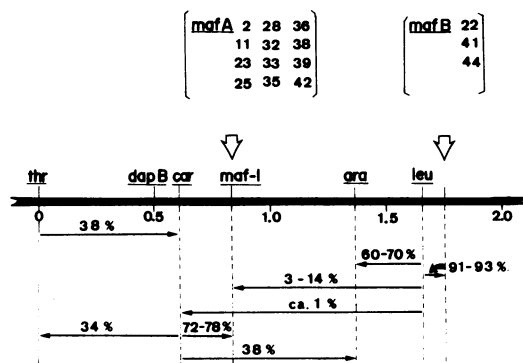 mafA 2 28 36 mafB 22
11 32 38 41
23 33 39 44
25 35 42
thr dapB car maf-1 ara leu
0 0.5 1.0 1.5 2.0
38 %
60-70% 91-93 %
3 - 14 %
ca. 1 %
34 % 72-78%
38 %